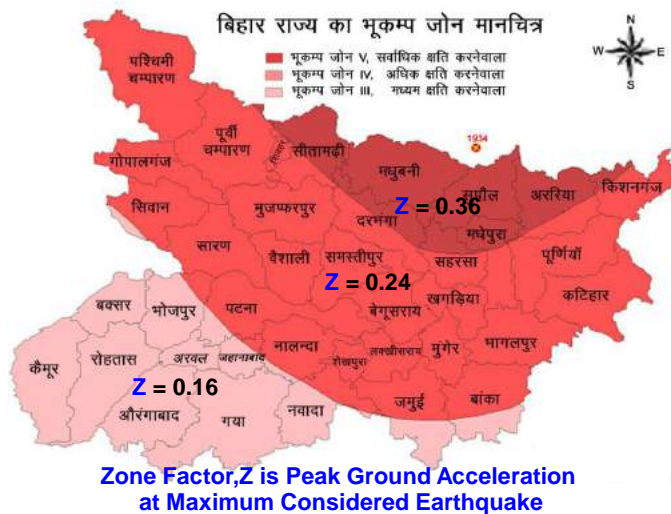 बिहार राज्य का भूकम्प जोन मानचित्र
भूकम्प जोन V, सर्वाधिक क्षति करनेवाला
भूकम्प जोन IV, अधिक क्षति करनेवाला
भूकम्प जोन III, मध्यम क्षति करनेवाला
N
W E
S
1934
पश्चिमी
चम्पारण
पूर्वी
चम्पारण
सीतामढ़ी
गोपालगंज
मधुबनी
सुपौल
अररिया
किशनगंज
सिवान
मुजफ्फरपुर
दरभंगा
Z = 0.36
मधेपुरा
सारण
वैशाली
समस्तीपुर
सहरसा
पूर्णियाँ
Z = 0.24
बक्सर
भोजपुर
पटना
बेगूसराय
खगड़िया
कटिहार
कैमूर
रोहतास
अरवल
जहानाबाद
नालन्दा
शेखपुरा
लक्खीसराय
मुंगेर
भागलपुर
Z = 0.16
औरंगाबाद
गया
नवादा
जमुई
बांका
Zone Factor,Z is Peak Ground Acceleration
at Maximum Considered Earthquake